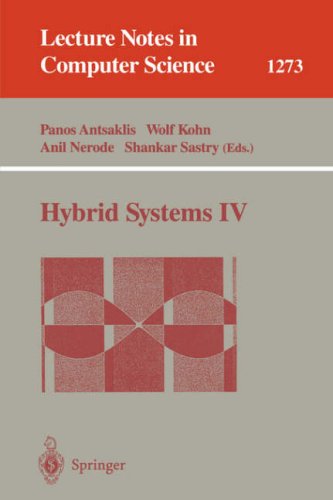 Lecture Notes in
Computer Science 1273
Panos Antsaklis Wolf Kohn
Anil Nerode Shankar Sastry (Eds.)
Hybrid Systems IV
Springer